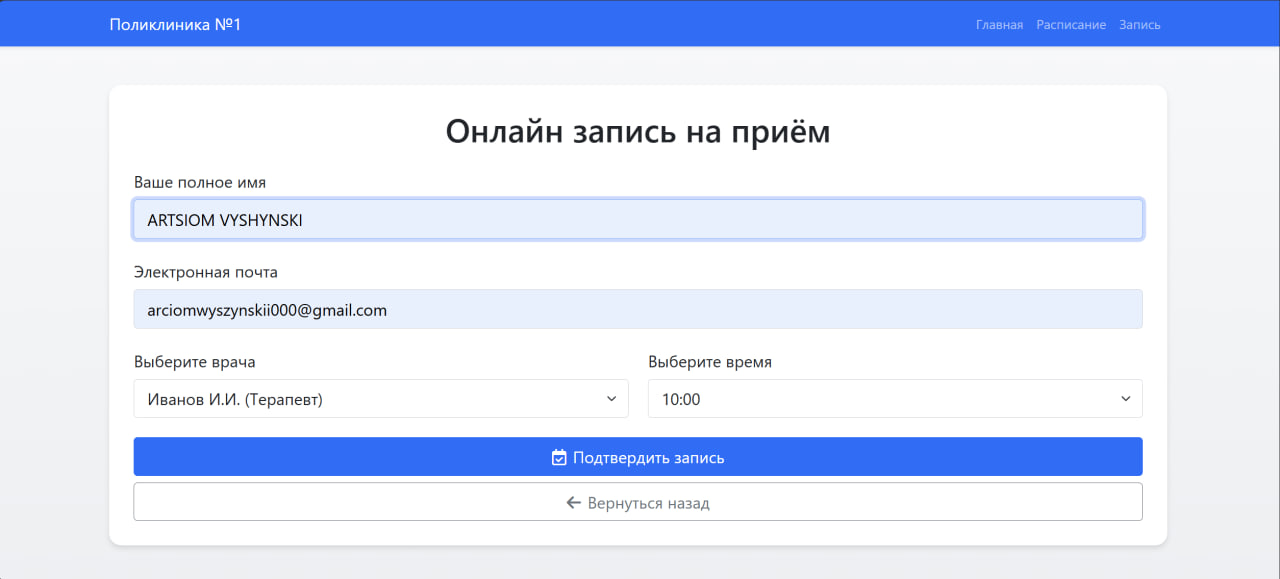 Поликлиника №1
Главная Расписание Запись
Онлайн запись на приём
Ваше полное имя
ARTSIOM VYSHYNSKI
Электронная почта
arciomwyszynskii000@gmail.com
Выберите врача
Иванов И.И. (Терапевт)
Выберите время
10:00
Подтвердить запись
Вернуться назад